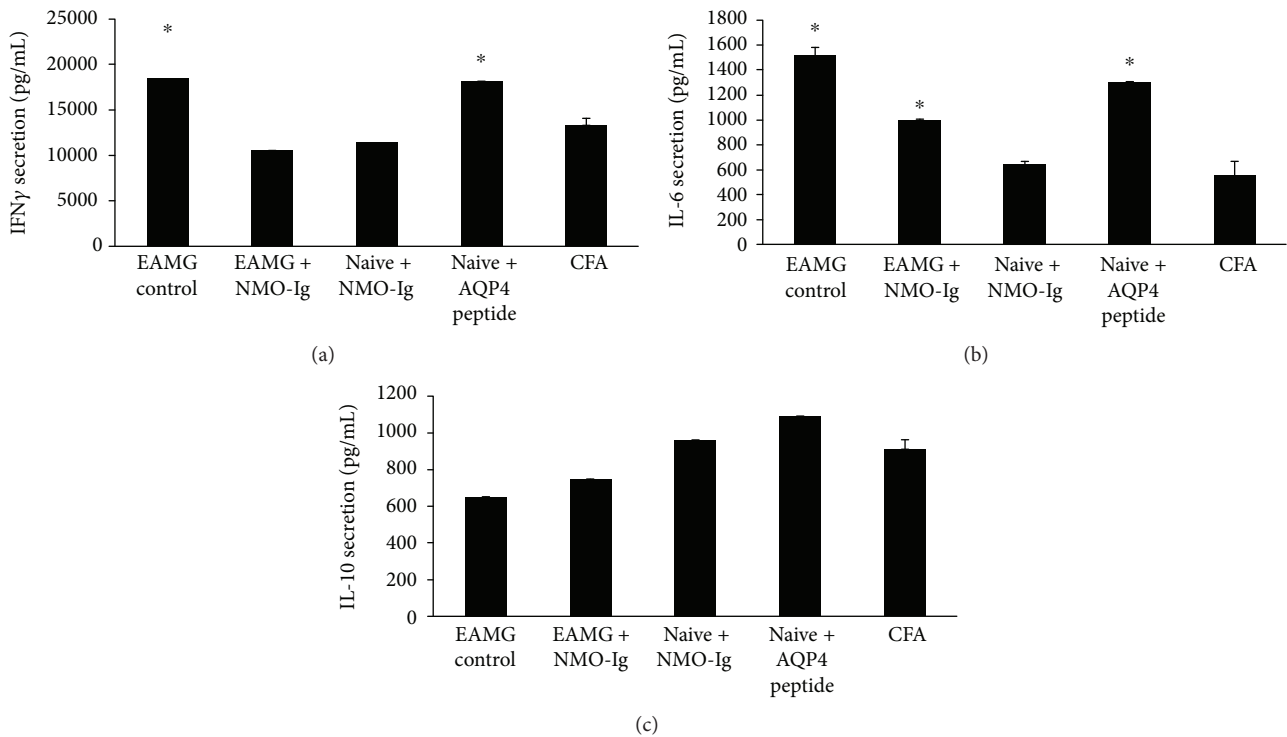 IFNγ secretion (pg/mL)
25000
20000
15000
10000
5000
0
*
*
EAMG
control
EAMG +
NMO-Ig
Naive +
NMO-Ig
Naive +
AQP4
peptide
CFA
(a)
IL-6 secretion (pg/mL)
1800
1600
1400
1200
1000
800
600
400
200
0
*
*
*
EAMG
control
EAMG +
NMO-Ig
Naive +
NMO-Ig
Naive +
AQP4
peptide
CFA
(b)
IL-10 secretion (pg/mL)
1200
1000
800
600
400
200
0
EAMG
control
EAMG +
NMO-Ig
Naive +
NMO-Ig
Naive +
AQP4
peptide
CFA
(c)